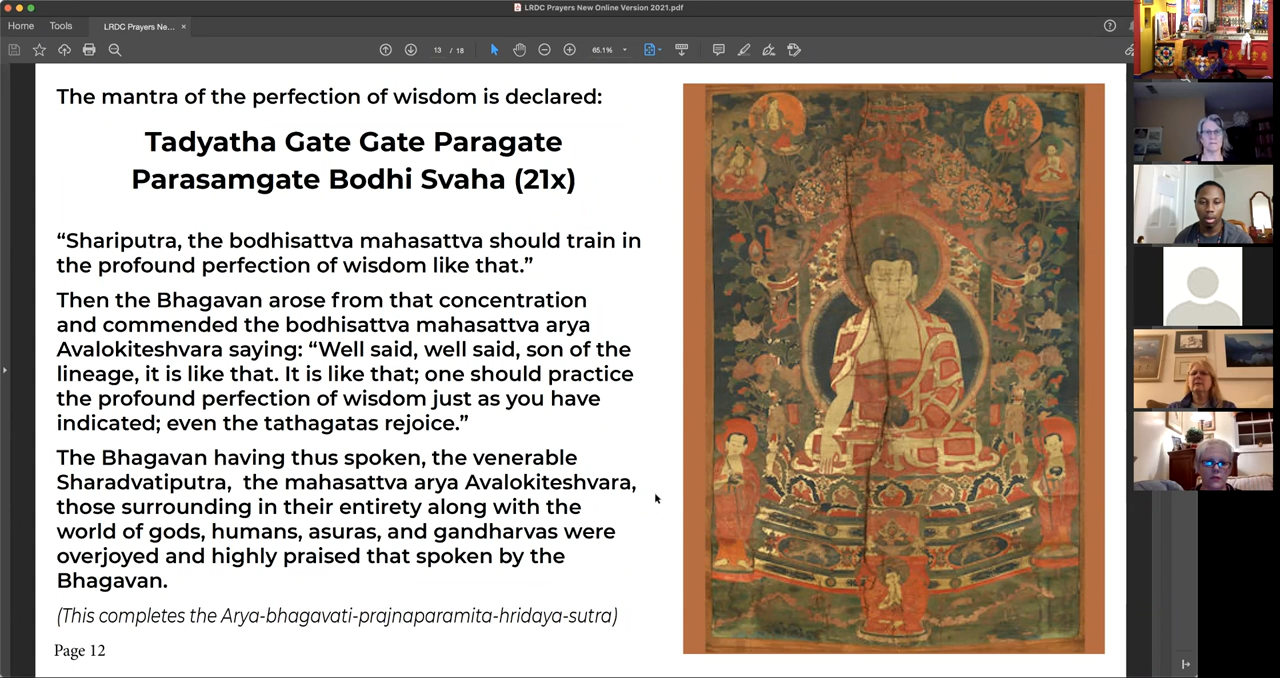 LRDC Prayers New Online Version 2021.pdf
Home Tools LRDC Prayers Ne... ×
13 / 18 65.1%
The mantra of the perfection of wisdom is declared:
Tadyatha Gate Gate Paragate
Parasamgate Bodhi Svaha (21x)
“Shariputra, the bodhisattva mahasattva should train in
the profound perfection of wisdom like that.”
Then the Bhagavan arose from that concentration
and commended the bodhisattva mahasattva arya
Avalokiteshvara saying: “Well said, well said, son of the
lineage, it is like that. It is like that; one should practice
the profound perfection of wisdom just as you have
indicated; even the tathagatas rejoice.”
The Bhagavan having thus spoken, the venerable
Sharadvatiputra, the mahasattva arya Avalokiteshvara,
those surrounding in their entirety along with the
world of gods, humans, asuras, and gandharvas were
overjoyed and highly praised that spoken by the
Bhagavan.
(This completes the Arya-bhagavati-prajnaparamita-hridaya-sutra)
Page 12